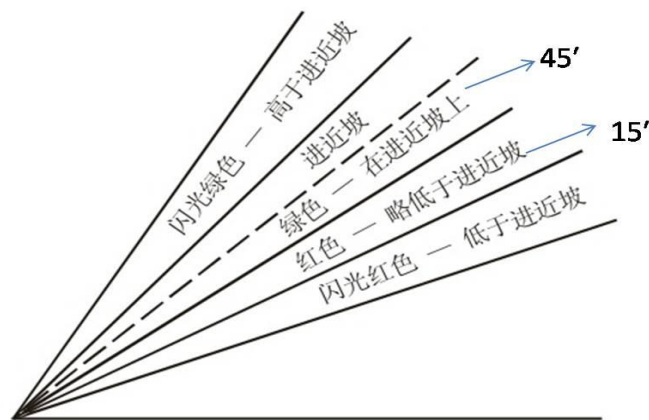 闪光绿色 — 高于进近坡
进近坡
45′
绿色 — 在进近坡上
15′
红色 — 略低于进近坡
闪光红色 — 低于进近坡